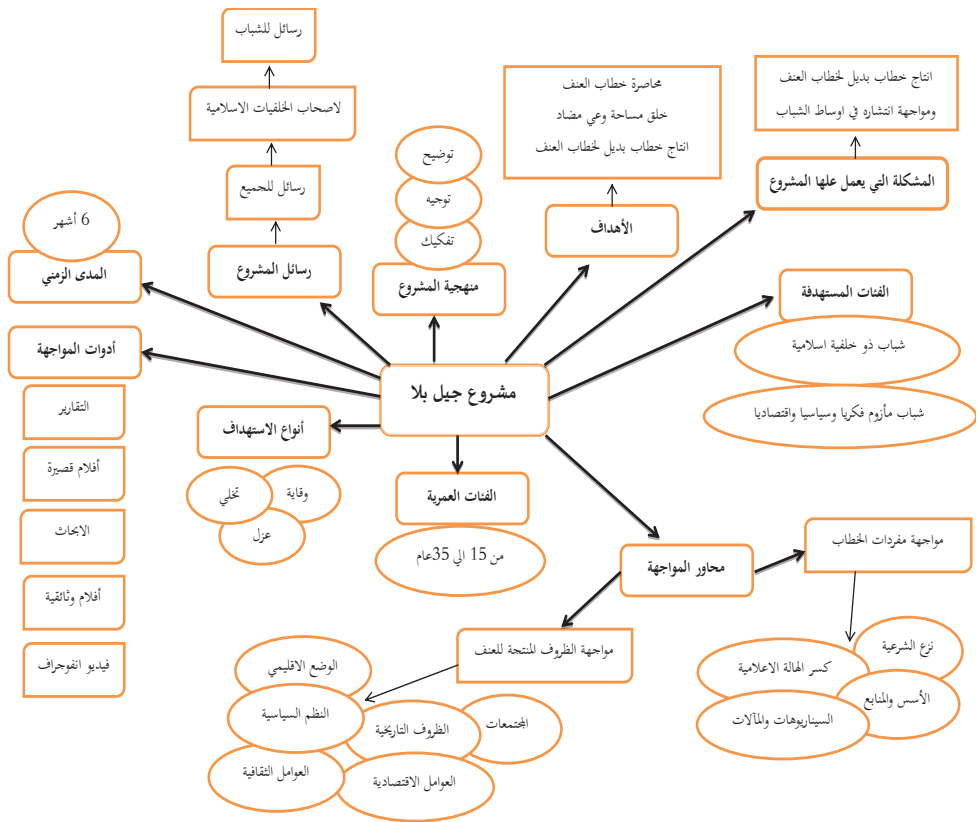 رسائل للشباب
لاصحاب الخلفيات الاسلامية
رسائل للجميع
رسائل المشروع
توضيح
توجيه
تفكيك
منهجية المشروع
محاصرة خطاب العنف
خلق مساحة وعي مضاد
انتاج خطاب بديل لخطاب العنف
الأهداف
انتاج خطاب بديل لخطاب العنف
ومواجهة انتشاره في اوساط الشباب
المشكلة التي يعمل علها المشروع
6 أشهر
المدى الزمني
الفئات المستهدفة
شباب ذو خلفية اسلامية
شباب مأزوم فكريا وسياسيا واقتصاديا
مشروع جيل بلا
أدوات المواجهة
التقارير
أفلام قصيرة
الابحاث
أفلام وثائقية
فيديو انفوجراف
أنواع الاستهداف
وقاية
تخلي
عزل
الفئات العمرية
من 15 الي 35عام
محاور المواجهة
مواجهة مفردات الخطاب
نزع الشرعية
كسر الهالة الاعلامية
الأسس والمنابع
السيناريوهات والمآلات
مواجهة الظروف المنتجة للعنف
الوضع الاقليمي
النظم السياسية
المجتمعات
الظروف التاريخية
العوامل الثقافية
العوامل الاقتصادية